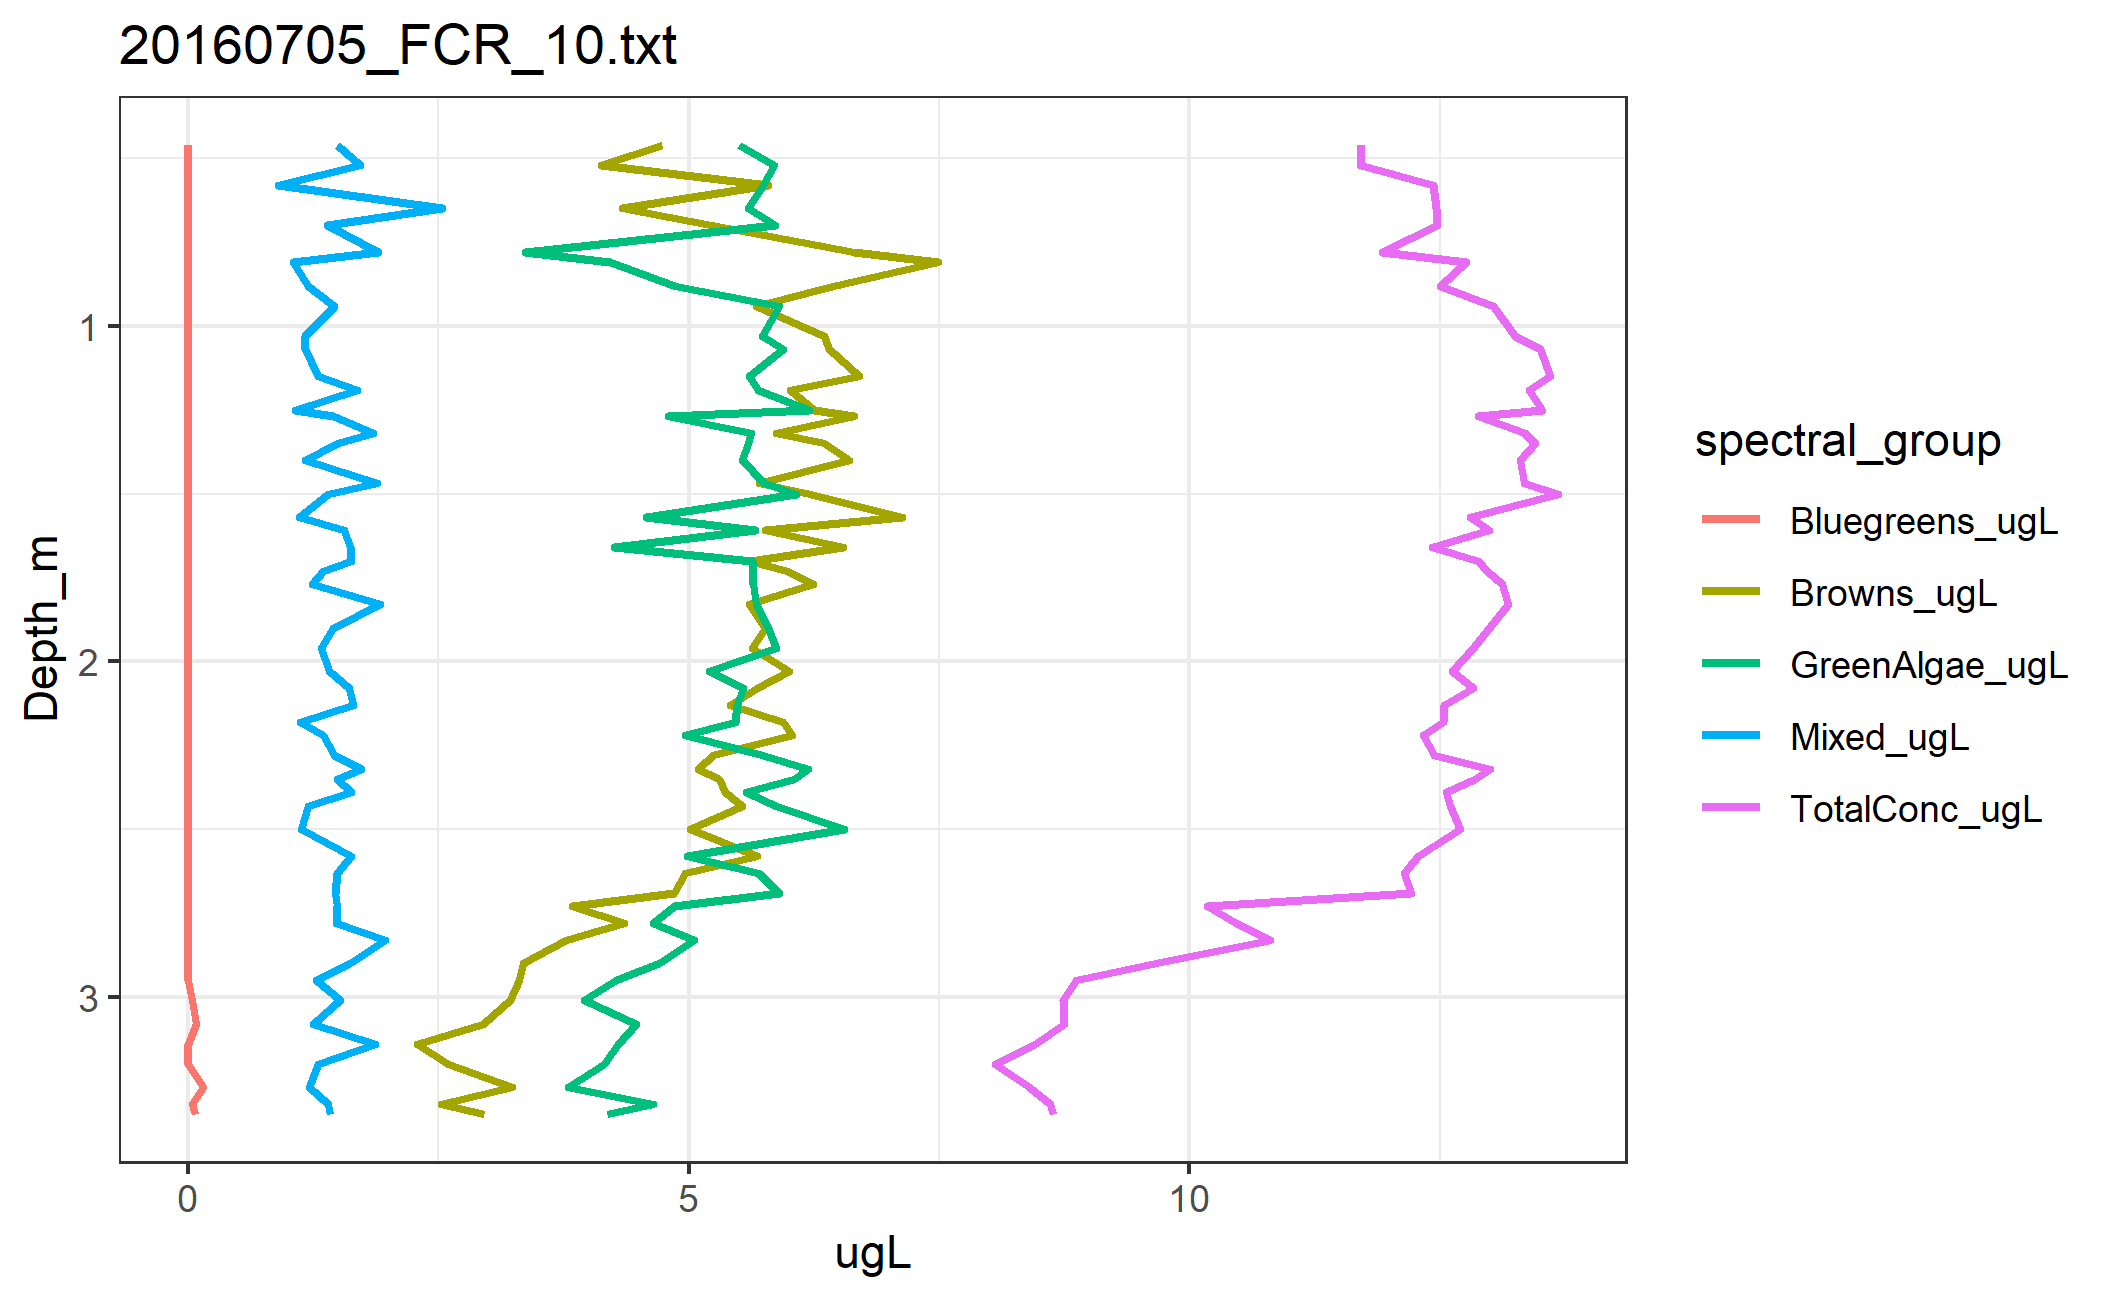 20160705_FCR_10.txt
Depth_m
1
2
3
0
5
10
ugL
spectral_group
Bluegreens_ugL
Browns_ugL
GreenAlgae_ugL
Mixed_ugL
TotalConc_ugL